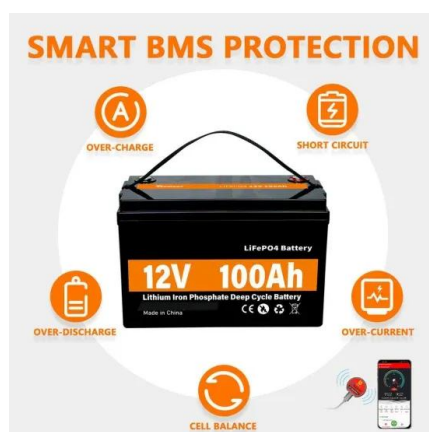 SMART BMS PROTECTION
A
OVER-CHARGE
SHORT CIRCUIT
LiFePO4 Battery
12V 100Ah
Lithium Iron Phosphate Deep Cycle Battery
Made in China
CE
OVER-DISCHARGE
OVER-CURRENT
CELL BALANCE